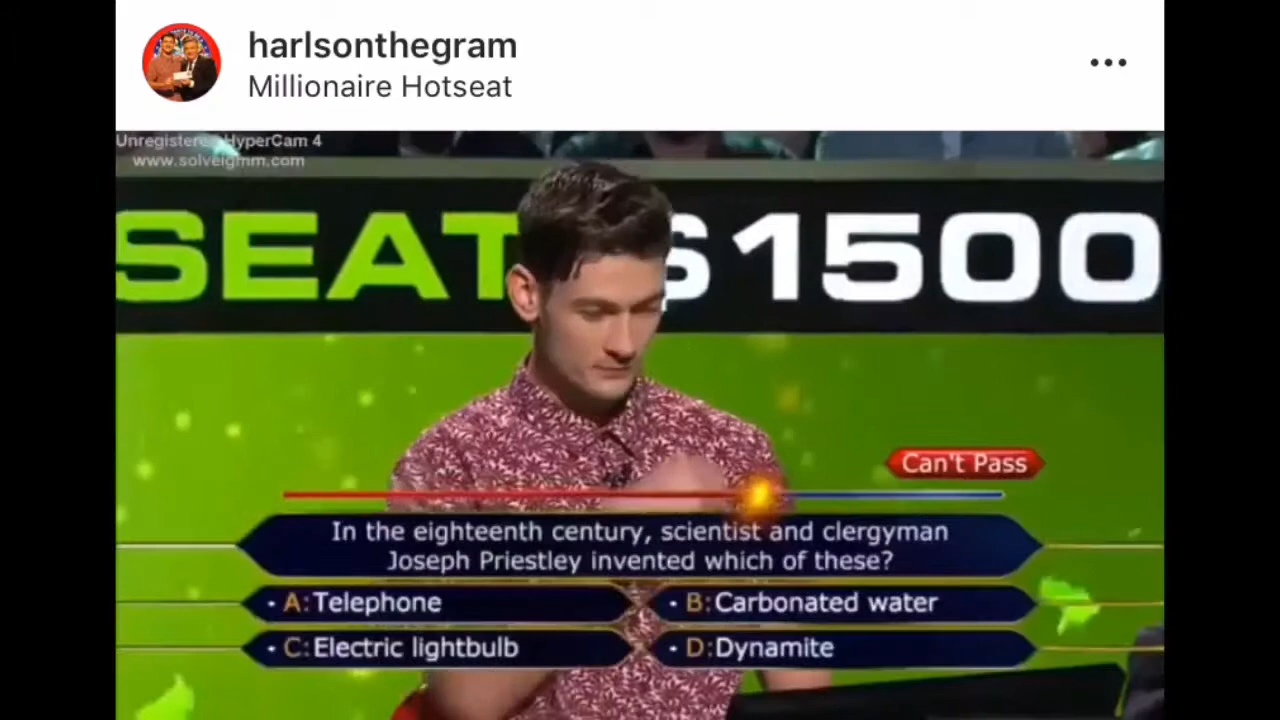 harlsonthegram
Millionaire Hotseat
Unregistered HyperCam 4
www.solveigmm.com
SEAT $1500
Can't Pass
In the eighteenth century, scientist and clergyman
Joseph Priestley invented which of these?
A: Telephone
B: Carbonated water
C: Electric lightbulb
D: Dynamite